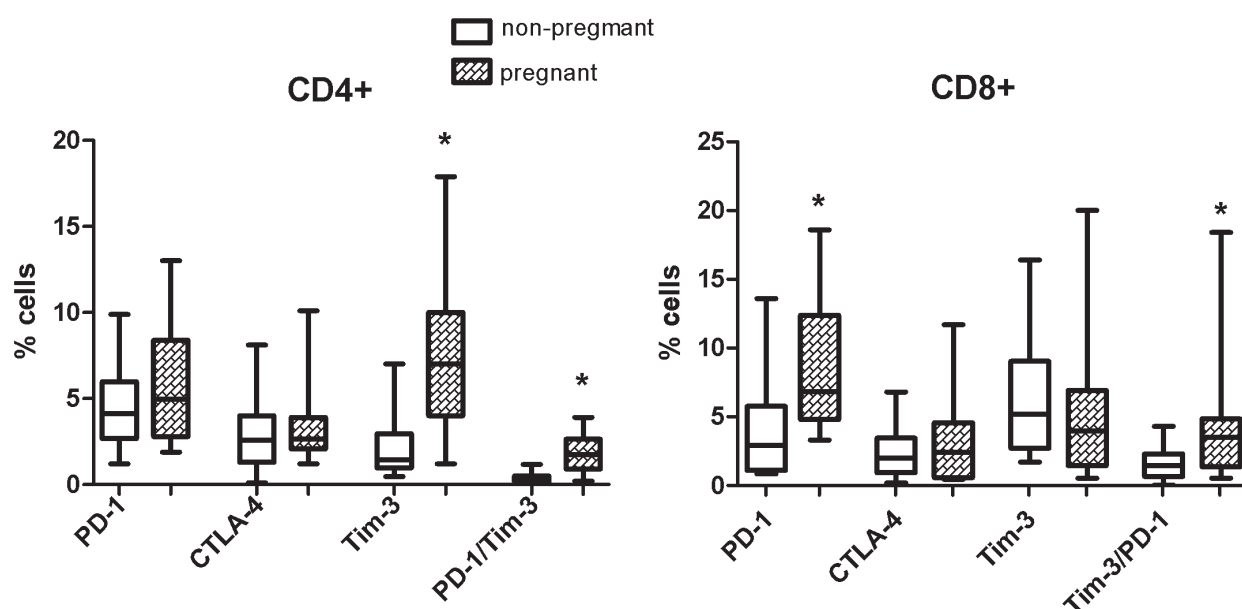 non-pregmant
pregnant
CD4+
% cells
20
*
15
10
5
*
0
PD-1
CTLA-4
Tim-3
PD-1/Tim-3
CD8+
% cells
25
20
*
*
15
10
5
0
PD-1
CTLA-4
Tim-3
Tim-3/PD-1